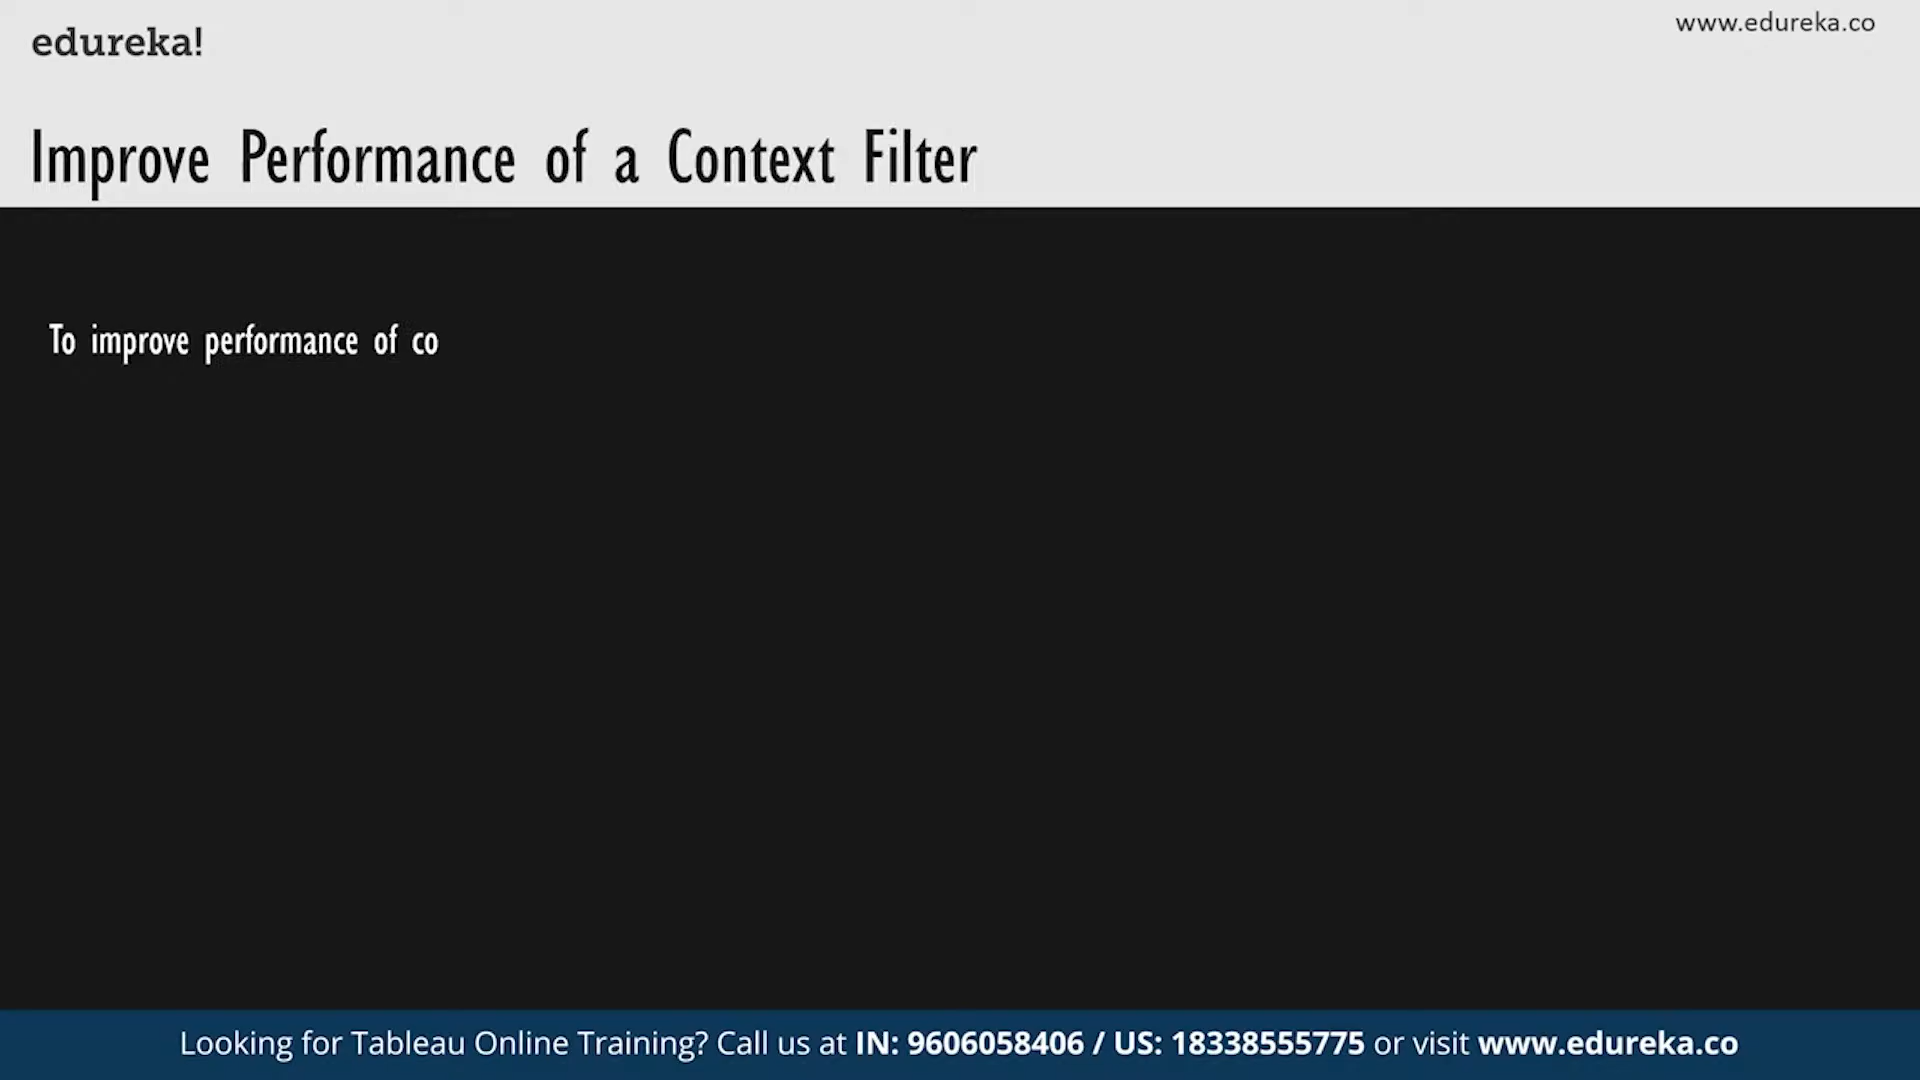 edureka!
www.edureka.co
Improve Performance of a Context Filter
To improve performance of co
Looking for Tableau Online Training? Call us at IN: 9606058406 / US: 18338555775 or visit www.edureka.co